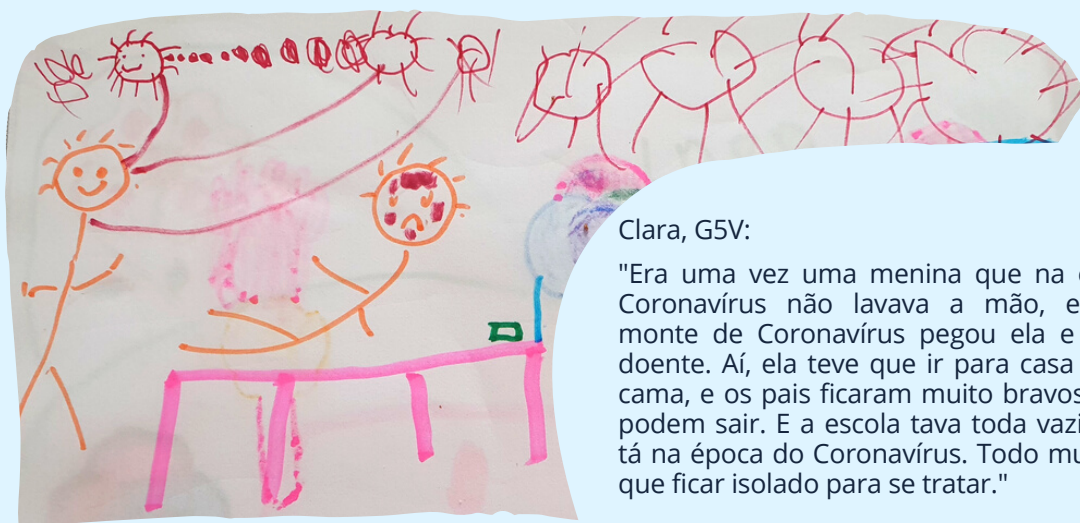 Clara, G5V:
"Era uma vez uma menina que na
Coronavírus não lavava a mão, e
monte de Coronavírus pegou ela e
doente. Aí, ela teve que ir para casa
cama, e os pais ficaram muito bravos
podem sair. E a escola tava toda
tá na época do Coronavírus. Todo
que ficar isolado para se tratar."